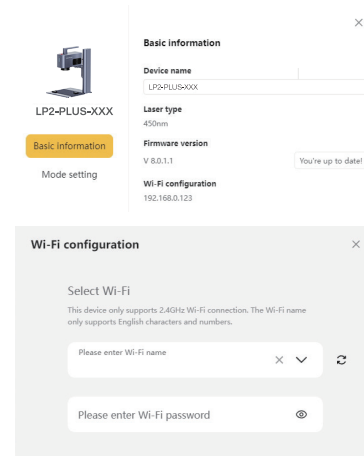 Basic information
Device name
LP2-PLUS-XXX
LP2-PLUS-XXX
Laser type
450nm
Basic information
Firmware version
V 8.0.1.1
You're up to date!
Mode setting
Wi-Fi configuration
192.168.0.123
Wi-Fi configuration
Select Wi-Fi
This device only supports 2.4GHz Wi-Fi connection. The Wi-Fi name
only supports English characters and numbers.
Please enter Wi-Fi name
Please enter Wi-Fi password